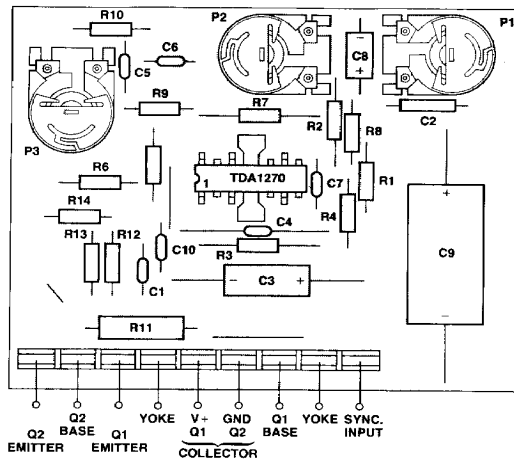 R10
P2
P1
C6
C8
C5
R9
R7
R2
R8
C2
P3
R6
1 TDA1270
C7
R1
R14
R4
C4
R13
R12
C10
R3
C1
C3
C9
R11
Q2 EMITTER
Q2 BASE
Q1 EMITTER
YOKE
V+ Q1
GND Q2
COLLECTOR
Q1 BASE
YOKE
SYNC. INPUT